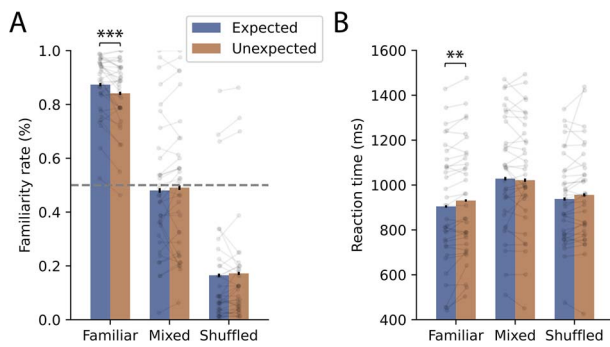 A
B
***
Expected
Unexpected
**
Familiarity rate (%)
1.0
0.8
0.6
0.4
0.2
0.0
Familiar Mixed Shuffled
Reaction time (ms)
1600
1400
1200
1000
800
600
400
Familiar Mixed Shuffled